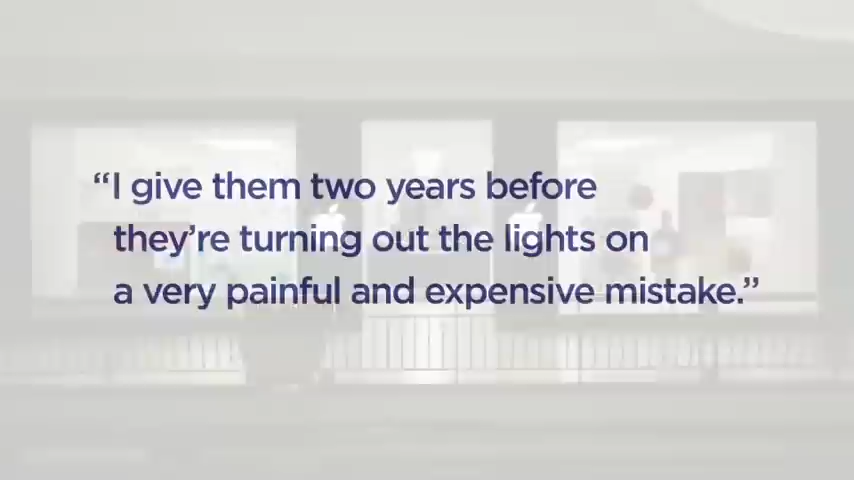 “I give them two years before
they’re turning out the lights on
a very painful and expensive mistake.”